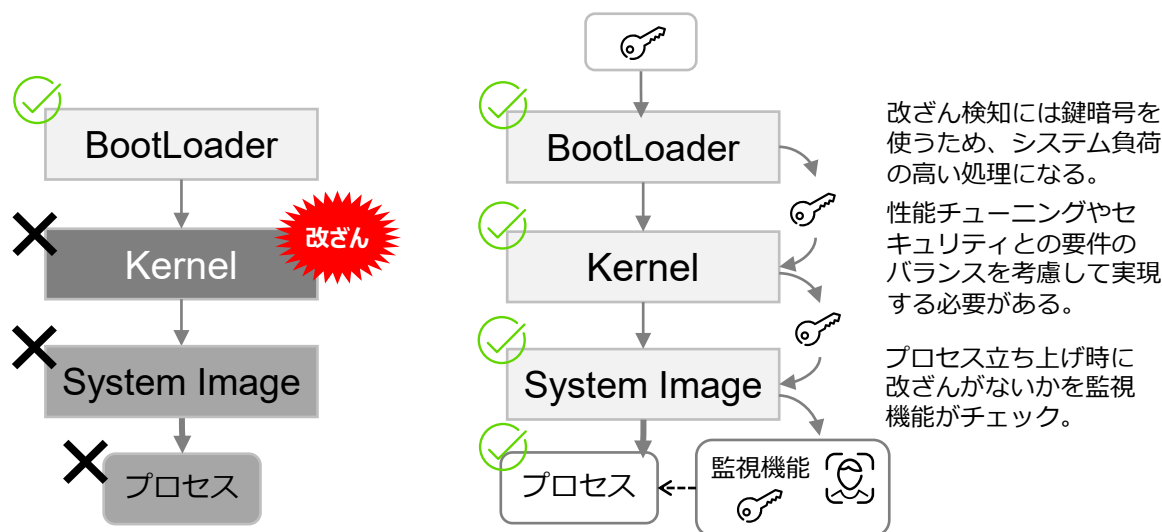 BootLoader
Kernel
改ざん
System Image
プロセス
BootLoader
Kernel
System Image
プロセス
監視機能
改ざん検知には鍵暗号を
使うため、システム負荷
の高い処理になる。
性能チューニングやセ
キュリティとの要件の
バランスを考慮して実現
する必要がある。
プロセス立ち上げ時に
改ざんがないかを監視
機能がチェック。